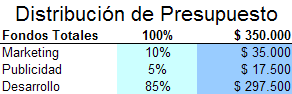 Distribución de Presupuesto
Fondos Totales 100% $ 350.000
Marketing 10% $ 35.000
Publicidad 5% $ 17.500
Desarrollo 85% $ 297.500